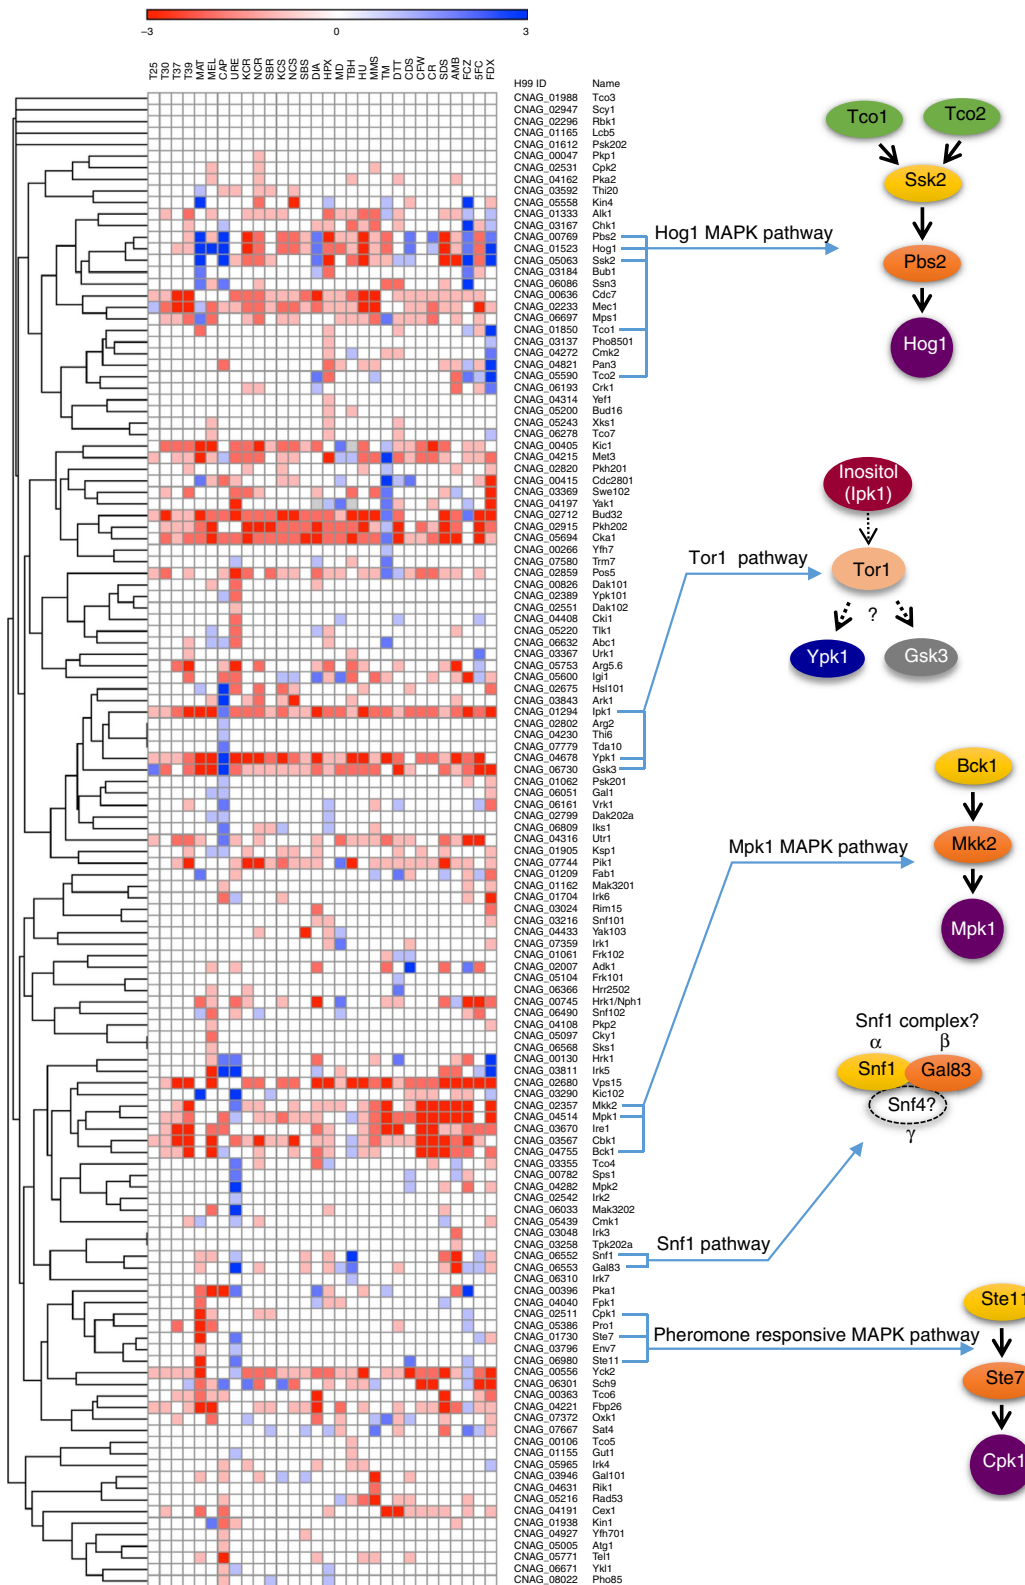 −3 0 3
T25 T30 T37 T39 MAT MEL CAP URE KCR NCR SBR KCS NCS SBS DIA HPX MD TBH HU MMS TM DTT CDS CFW CR SDS AMB FCZ 5FC FDX
H99 ID Name
CNAG_01988 Tco3
CNAG_02947 Scy1
CNAG_02296 Rbk1
CNAG_01165 Lcb5
CNAG_01612 Psk202
CNAG_00047 Pkp1
CNAG_02531 Cpk2
CNAG_04162 Pka2
CNAG_03592 Thi20
CNAG_05558 Kin4
CNAG_01333 Alk1
CNAG_03167 Chk1
CNAG_00769 Pbs2
CNAG_01523 Hog1
CNAG_05063 Ssk2
CNAG_03184 Bub1
CNAG_06086 Ssn3
CNAG_00636 Cdc7
CNAG_02233 Mec1
CNAG_06697 Mps1
CNAG_01850 Tco1
CNAG_03137 Pho8501
CNAG_04272 Cmk2
CNAG_04821 Pan3
CNAG_05590 Tco2
CNAG_06193 Crk1
CNAG_04314 Yef1
CNAG_05200 Bud16
CNAG_05243 Xks1
CNAG_06278 Tco7
CNAG_00405 Kic1
CNAG_04215 Met3
CNAG_02820 Pkh201
CNAG_00415 Cdc2801
CNAG_03369 Swe102
CNAG_04197 Yak1
CNAG_02712 Bud32
CNAG_02915 Pkh202
CNAG_05694 Cka1
CNAG_00266 Yfh7
CNAG_07580 Trm7
CNAG_02859 Pos5
CNAG_00826 Dak101
CNAG_02389 Ypk101
CNAG_02551 Dak102
CNAG_04408 Cki1
CNAG_05220 Tlk1
CNAG_06632 Abc1
CNAG_03367 Urk1
CNAG_05753 Arg5.6
CNAG_05600 Igi1
CNAG_02675 Hsl101
CNAG_03843 Ark1
CNAG_01294 Ipk1
CNAG_02802 Arg2
CNAG_04230 Thi6
CNAG_07779 Tda10
CNAG_04678 Ypk1
CNAG_06730 Gsk3
CNAG_01062 Psk201
CNAG_06051 Gal1
CNAG_06161 Vrk1
CNAG_02799 Dak202a
CNAG_06809 Iks1
CNAG_04316 Utr1
CNAG_01905 Ksp1
CNAG_07744 Pik1
CNAG_01209 Fab1
CNAG_01162 Mak3201
CNAG_01704 Irk6
CNAG_03024 Rim15
CNAG_03216 Snf101
CNAG_04433 Yak103
CNAG_07359 Irk1
CNAG_01061 Frk102
CNAG_02007 Adk1
CNAG_05104 Frk101
CNAG_06366 Hrr2502
CNAG_00745 Hrk1/Nph1
CNAG_06490 Snf102
CNAG_04108 Pkp2
CNAG_05097 Cky1
CNAG_06568 Sks1
CNAG_00130 Hrk1
CNAG_03811 Irk5
CNAG_02680 Vps15
CNAG_03290 Kic102
CNAG_02357 Mkk2
CNAG_04514 Mpk1
CNAG_03670 Ire1
CNAG_03567 Cbk1
CNAG_04755 Bck1
CNAG_03355 Tco4
CNAG_00782 Sps1
CNAG_04282 Mpk2
CNAG_02542 Irk2
CNAG_06033 Mak3202
CNAG_05439 Cmk1
CNAG_03048 Irk3
CNAG_03258 Tpk202a
CNAG_06552 Snf1
CNAG_06553 Gal83
CNAG_06310 Irk7
CNAG_00396 Pka1
CNAG_04040 Fpk1
CNAG_02511 Cpk1
CNAG_05386 Pro1
CNAG_01730 Ste7
CNAG_03796 Env7
CNAG_06980 Ste11
CNAG_00556 Yck2
CNAG_06301 Sch9
CNAG_00363 Tco6
CNAG_04221 Fbp26
CNAG_07372 Oxk1
CNAG_07667 Sat4
CNAG_00106 Tco5
CNAG_01155 Gut1
CNAG_05965 Irk4
CNAG_03946 Gal101
CNAG_04631 Rik1
CNAG_05216 Rad53
CNAG_04191 Cex1
CNAG_01938 Kin1
CNAG_04927 Yfh701
CNAG_05005 Atg1
CNAG_05771 Tel1
CNAG_06671 Ykl1
CNAG_08022 Pho85
Hog1 MAPK pathway
Tco1 Tco2
Ssk2
Pbs2
Hog1
Tor1 pathway
Inositol
(Ipk1)
Tor1
?
Ypk1 Gsk3
Mpk1 MAPK pathway
Bck1
Mkk2
Mpk1
Snf1 pathway
Snf1 complex?
α β
Snf1 Gal83
Snf4?
γ
Pheromone responsive MAPK pathway
Ste11
Ste7
Cpk1